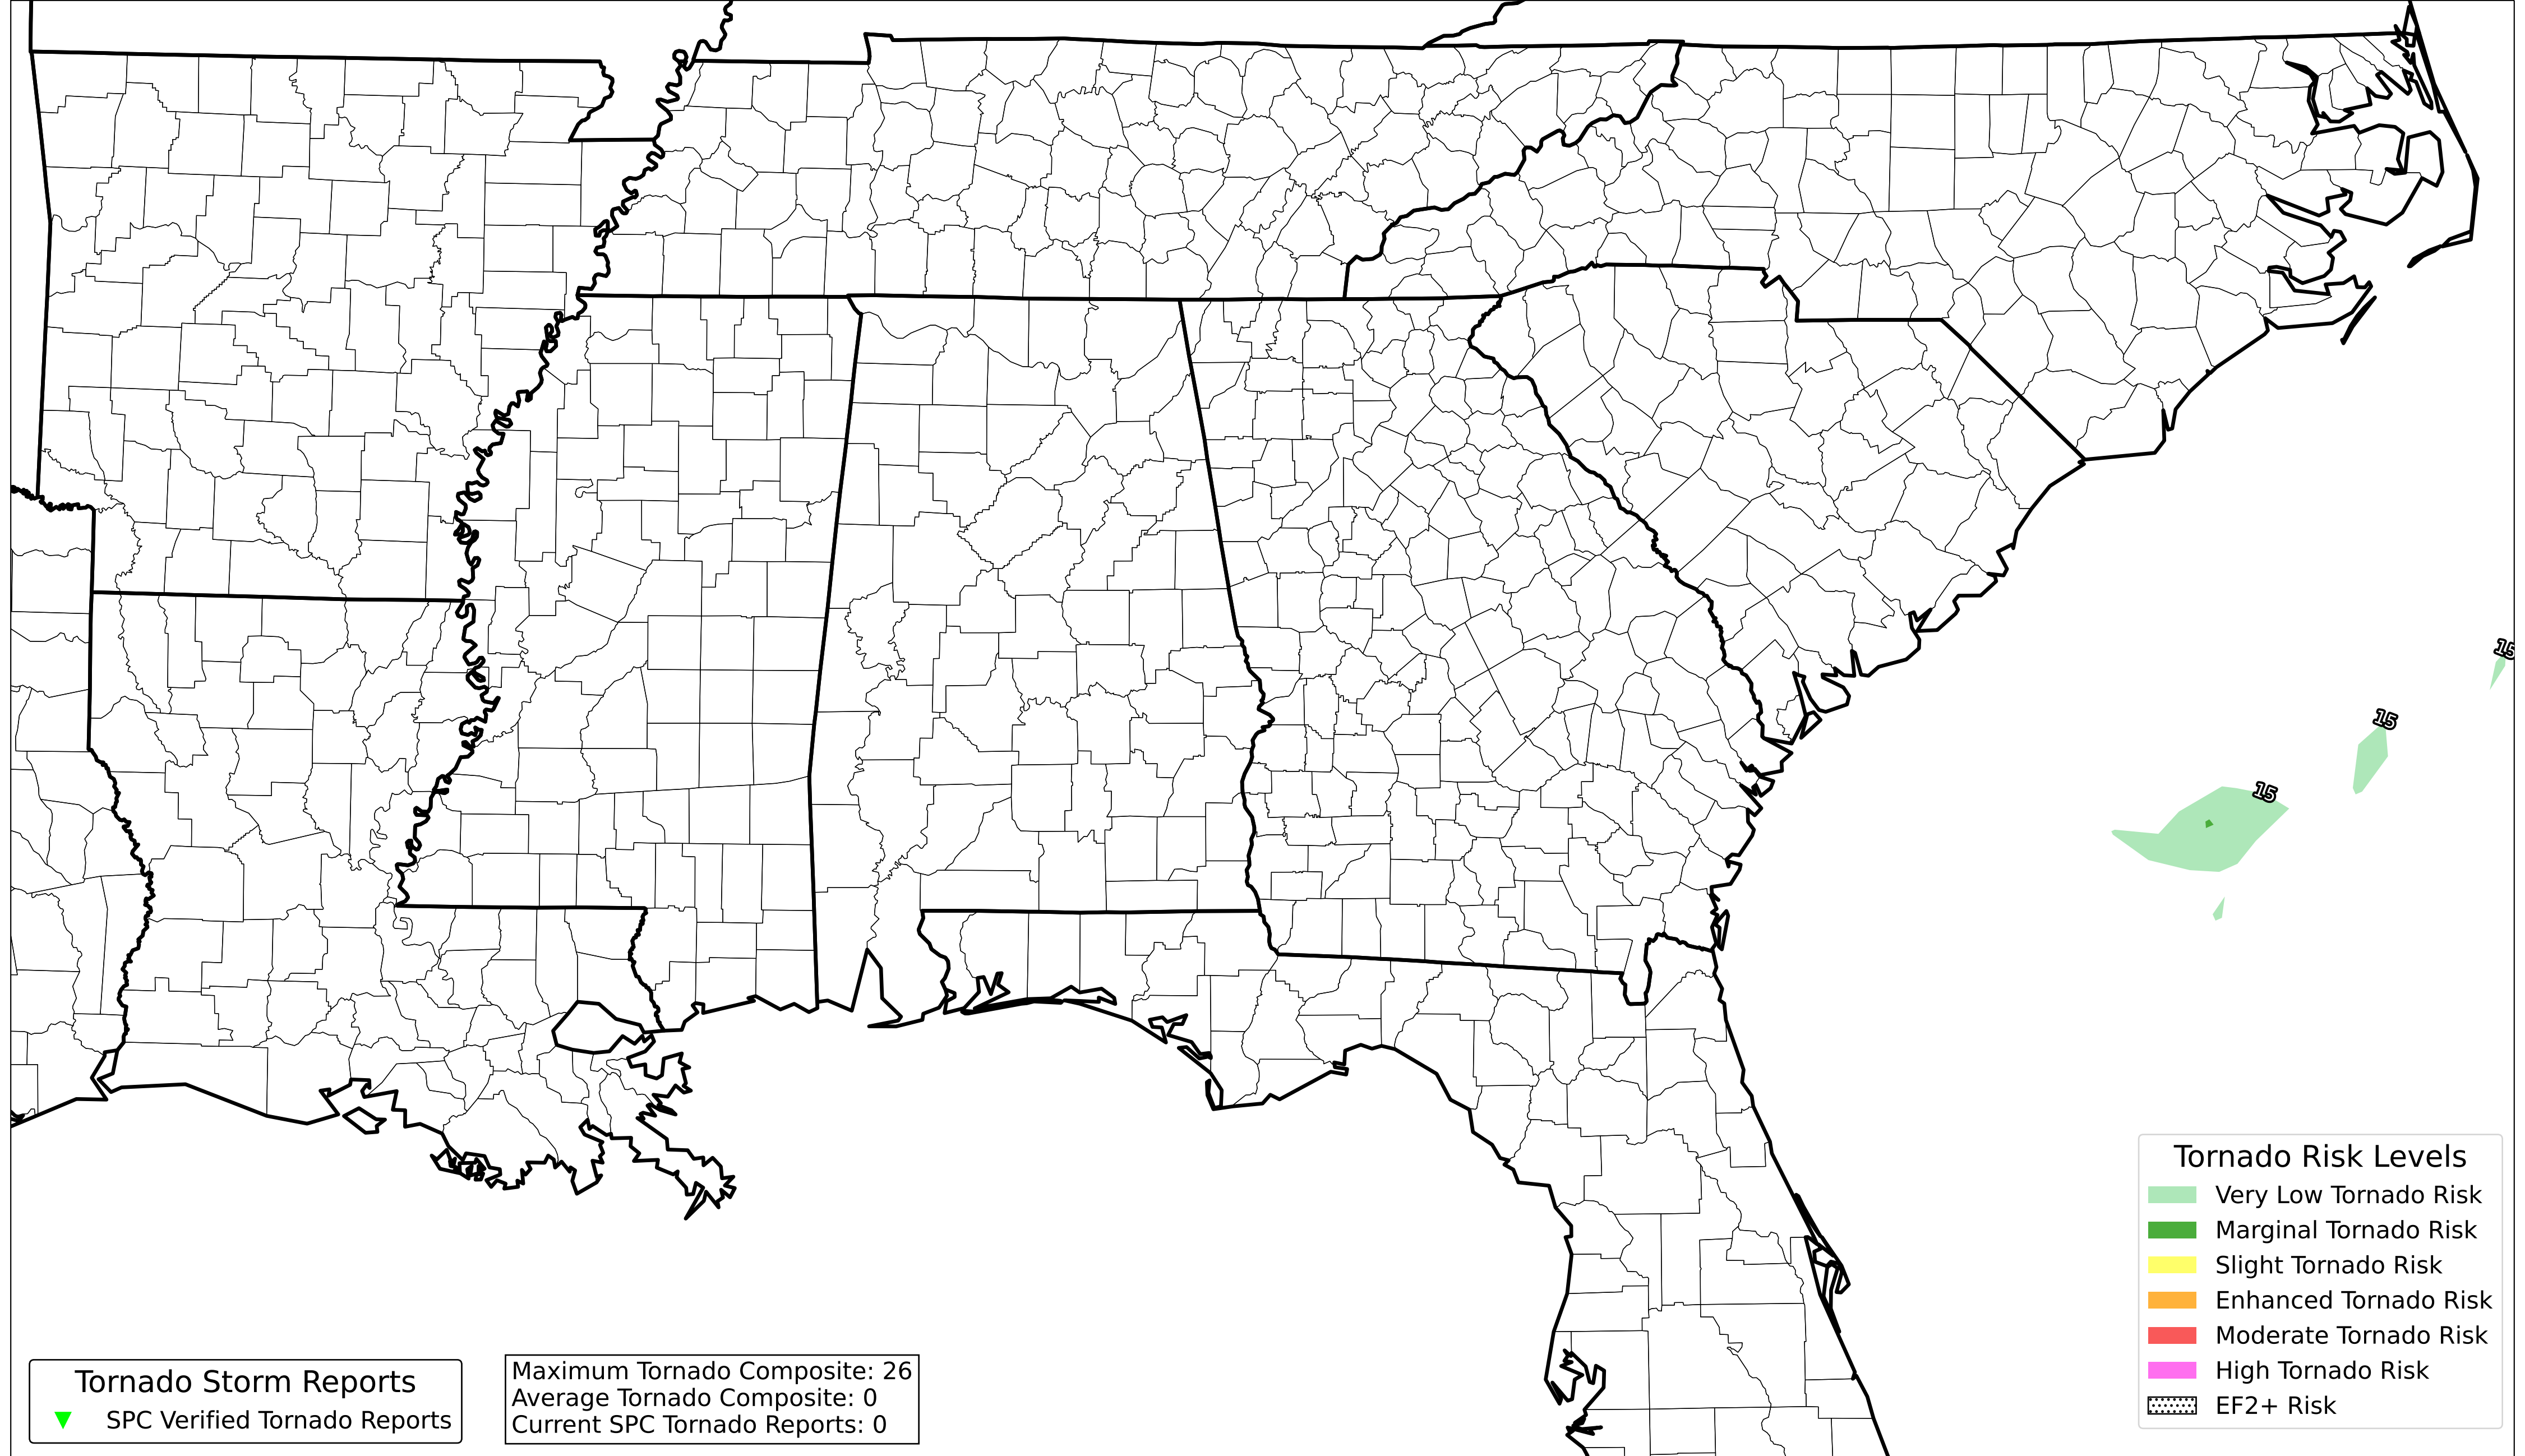 15
15
15
Tornado Risk Levels
Very Low Tornado Risk
Marginal Tornado Risk
Slight Tornado Risk
Enhanced Tornado Risk
Moderate Tornado Risk
High Tornado Risk
EF2+ Risk
Tornado Storm Reports
SPC Verified Tornado Reports
Maximum Tornado Composite: 26
Average Tornado Composite: 0
Current SPC Tornado Reports: 0